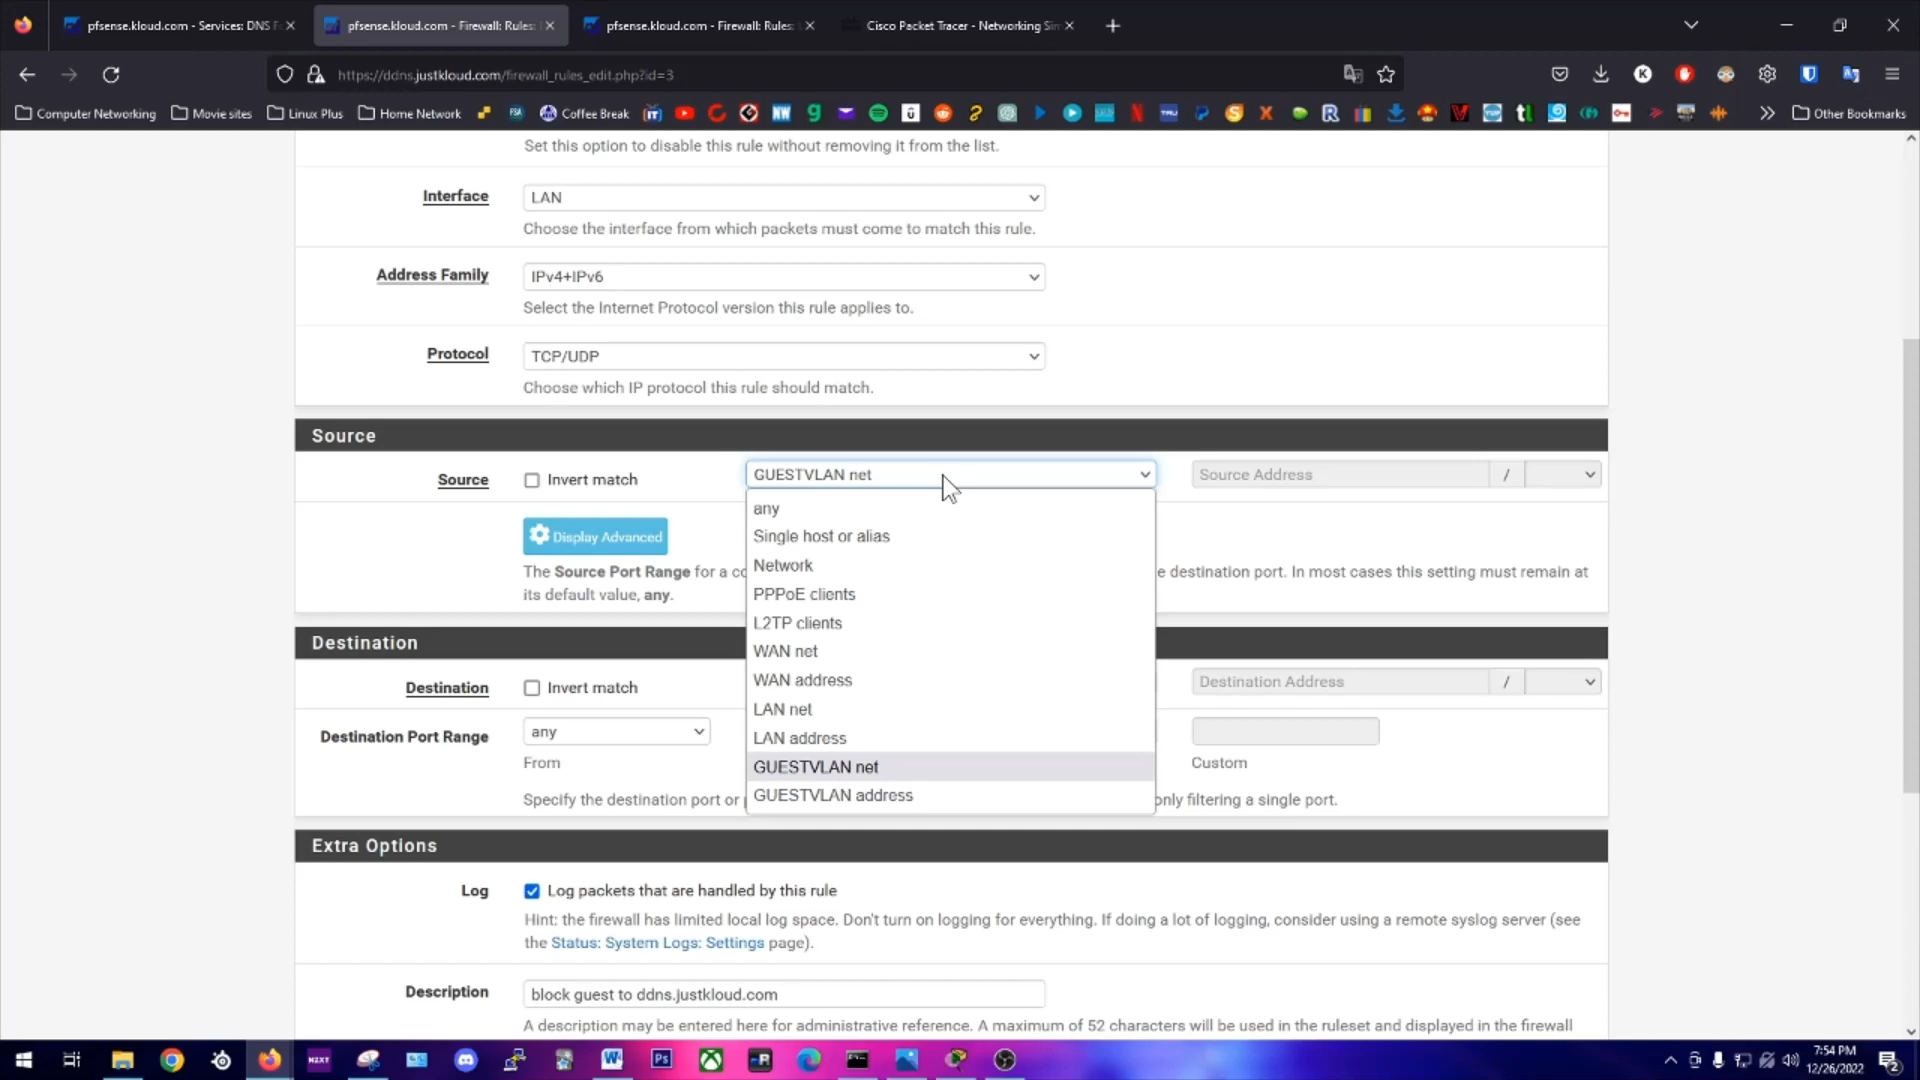 pfsense.kloud.com - Services: DNS F
pfsense.kloud.com - Firewall: Rules:
pfsense.kloud.com - Firewall: Rules:
Cisco Packet Tracer - Networking Sim
https://ddns.justkloud.com/firewall_rules_edit.php?id=3
Computer Networking
Movie sites
Linux Plus
Home Network
Coffee Break
Other Bookmarks
Set this option to disable this rule without removing it from the list.
Interface
LAN
Choose the interface from which packets must come to match this rule.
Address Family
IPv4+IPv6
Select the Internet Protocol version this rule applies to.
Protocol
TCP/UDP
Choose which IP protocol this rule should match.
Source
Source
Invert match
GUESTVLAN net
Source Address
/
any
Single host or alias
Network
PPPoE clients
L2TP clients
WAN net
WAN address
LAN net
LAN address
GUESTVLAN net
GUESTVLAN address
Display Advanced
The Source Port Range for a co
e destination port. In most cases this setting must remain at
its default value, any.
Destination
Destination
Invert match
Destination Address
/
Destination Port Range
any
From
Custom
Specify the destination port or
only filtering a single port.
Extra Options
Log
Log packets that are handled by this rule
Hint: the firewall has limited local log space. Don't turn on logging for everything. If doing a lot of logging, consider using a remote syslog server (see
the Status: System Logs: Settings page).
Description
block guest to ddns.justkloud.com
A description may be entered here for administrative reference. A maximum of 52 characters will be used in the ruleset and displayed in the firewall
7:54 PM
12/26/2022